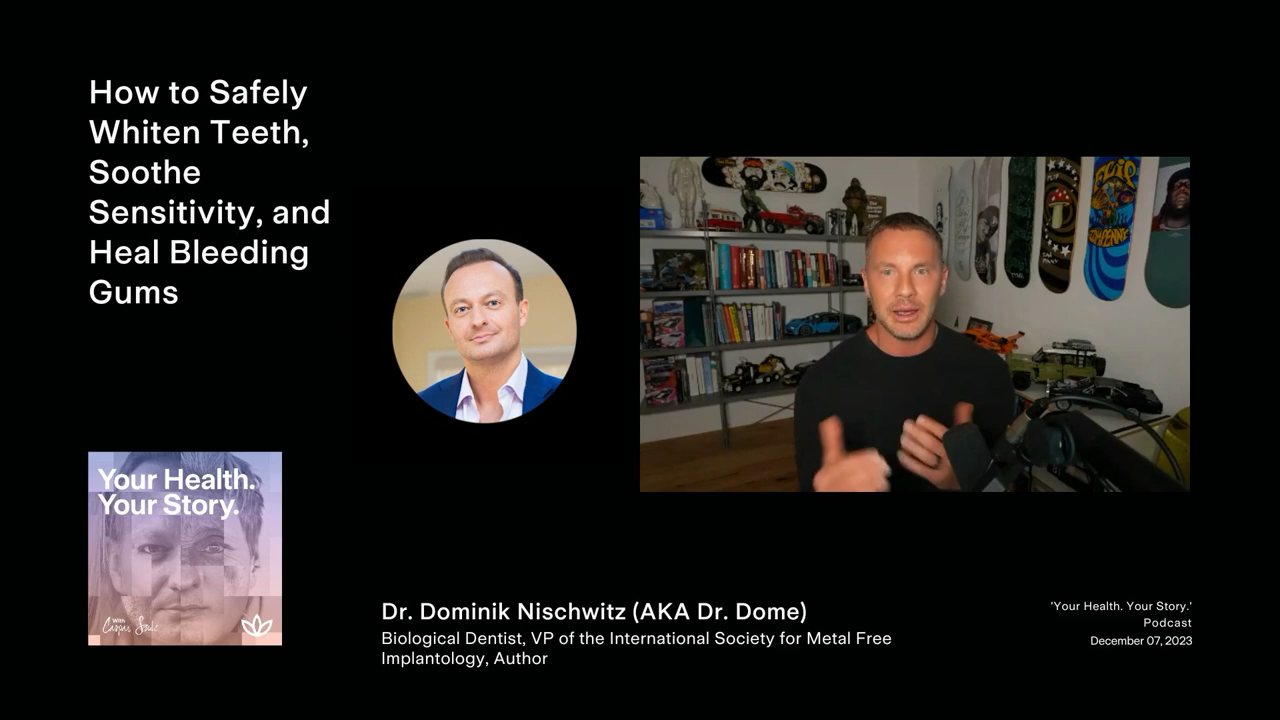 How to Safely
Whiten Teeth,
Soothe
Sensitivity, and
Heal Bleeding
Gums
FLIP
Your Health.
Your Story.
With
Dr. Dominik Nischwitz (AKA Dr. Dome)
Biological Dentist, VP of the International Society for Metal Free
Implantology, Author
'Your Health. Your Story.'
Podcast
December 07, 2023